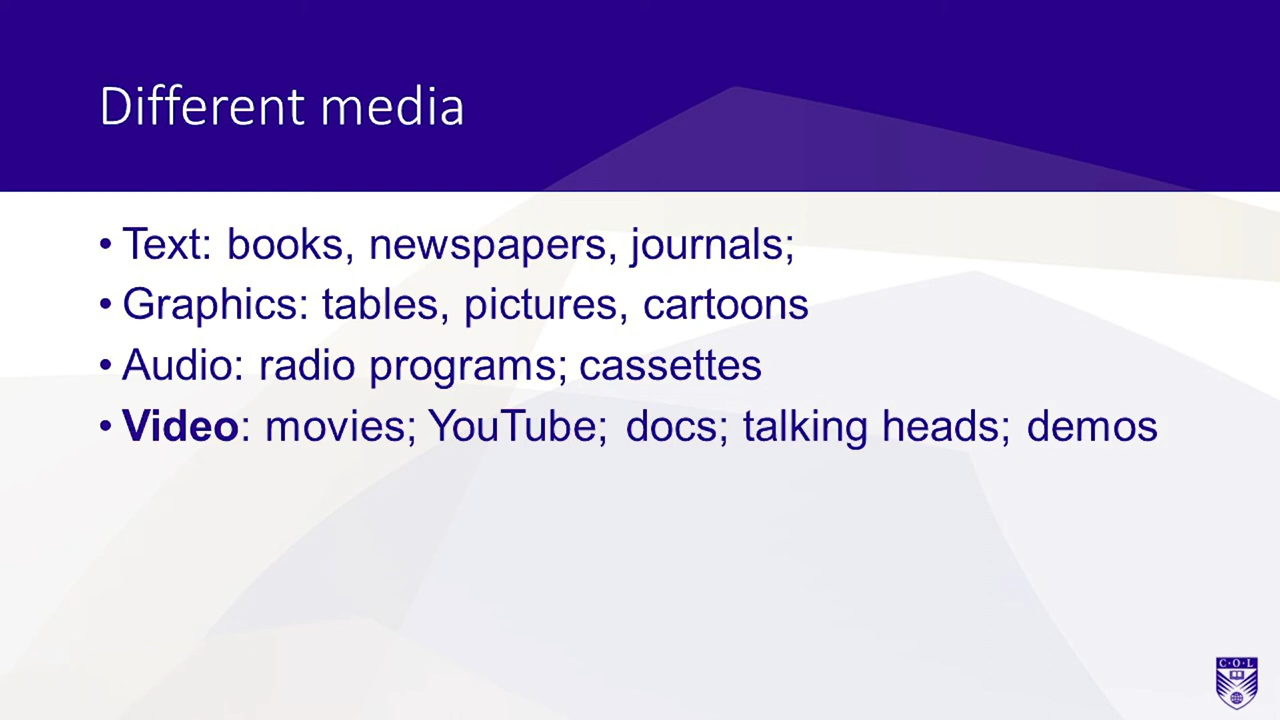 Different media
• Text: books, newspapers, journals;
• Graphics: tables, pictures, cartoons
• Audio: radio programs; cassettes
• Video: movies; YouTube; docs; talking heads; demos
C·O·L